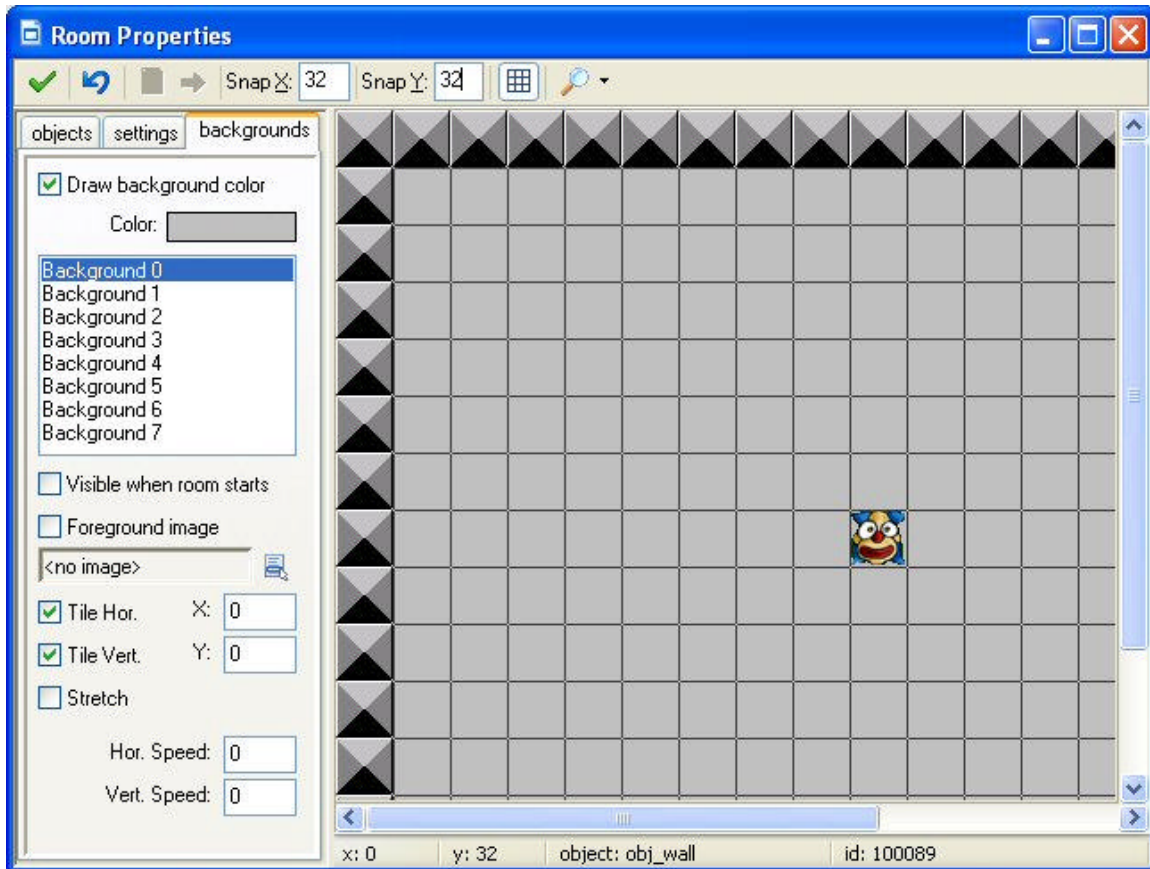 Room Properties
Snap X: 32 Snap Y: 32
objects settings backgrounds
Draw background color
Color:
Background 0
Background 1
Background 2
Background 3
Background 4
Background 5
Background 6
Background 7
Visible when room starts
Foreground image
<no image>
Tile Hor. X: 0
Tile Vert. Y: 0
Stretch
Hor. Speed: 0
Vert. Speed: 0
x: 0 y: 32 object: obj_wall id: 100089